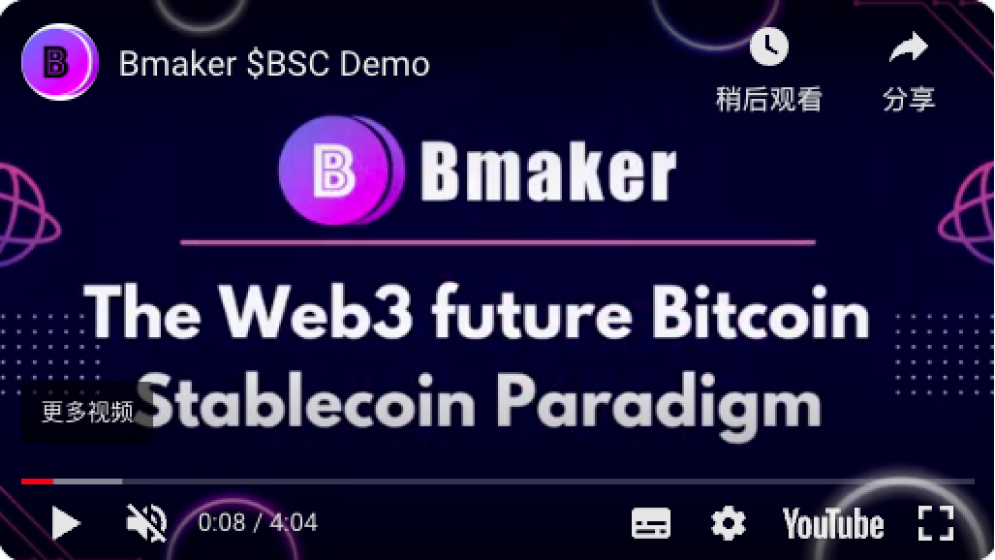 B
Bmaker $BSC Demo
稍后观看
分享
B Bmaker
The Web3 future Bitcoin
Stablecoin Paradigm
更多视频
0:08 / 4:04
YouTube